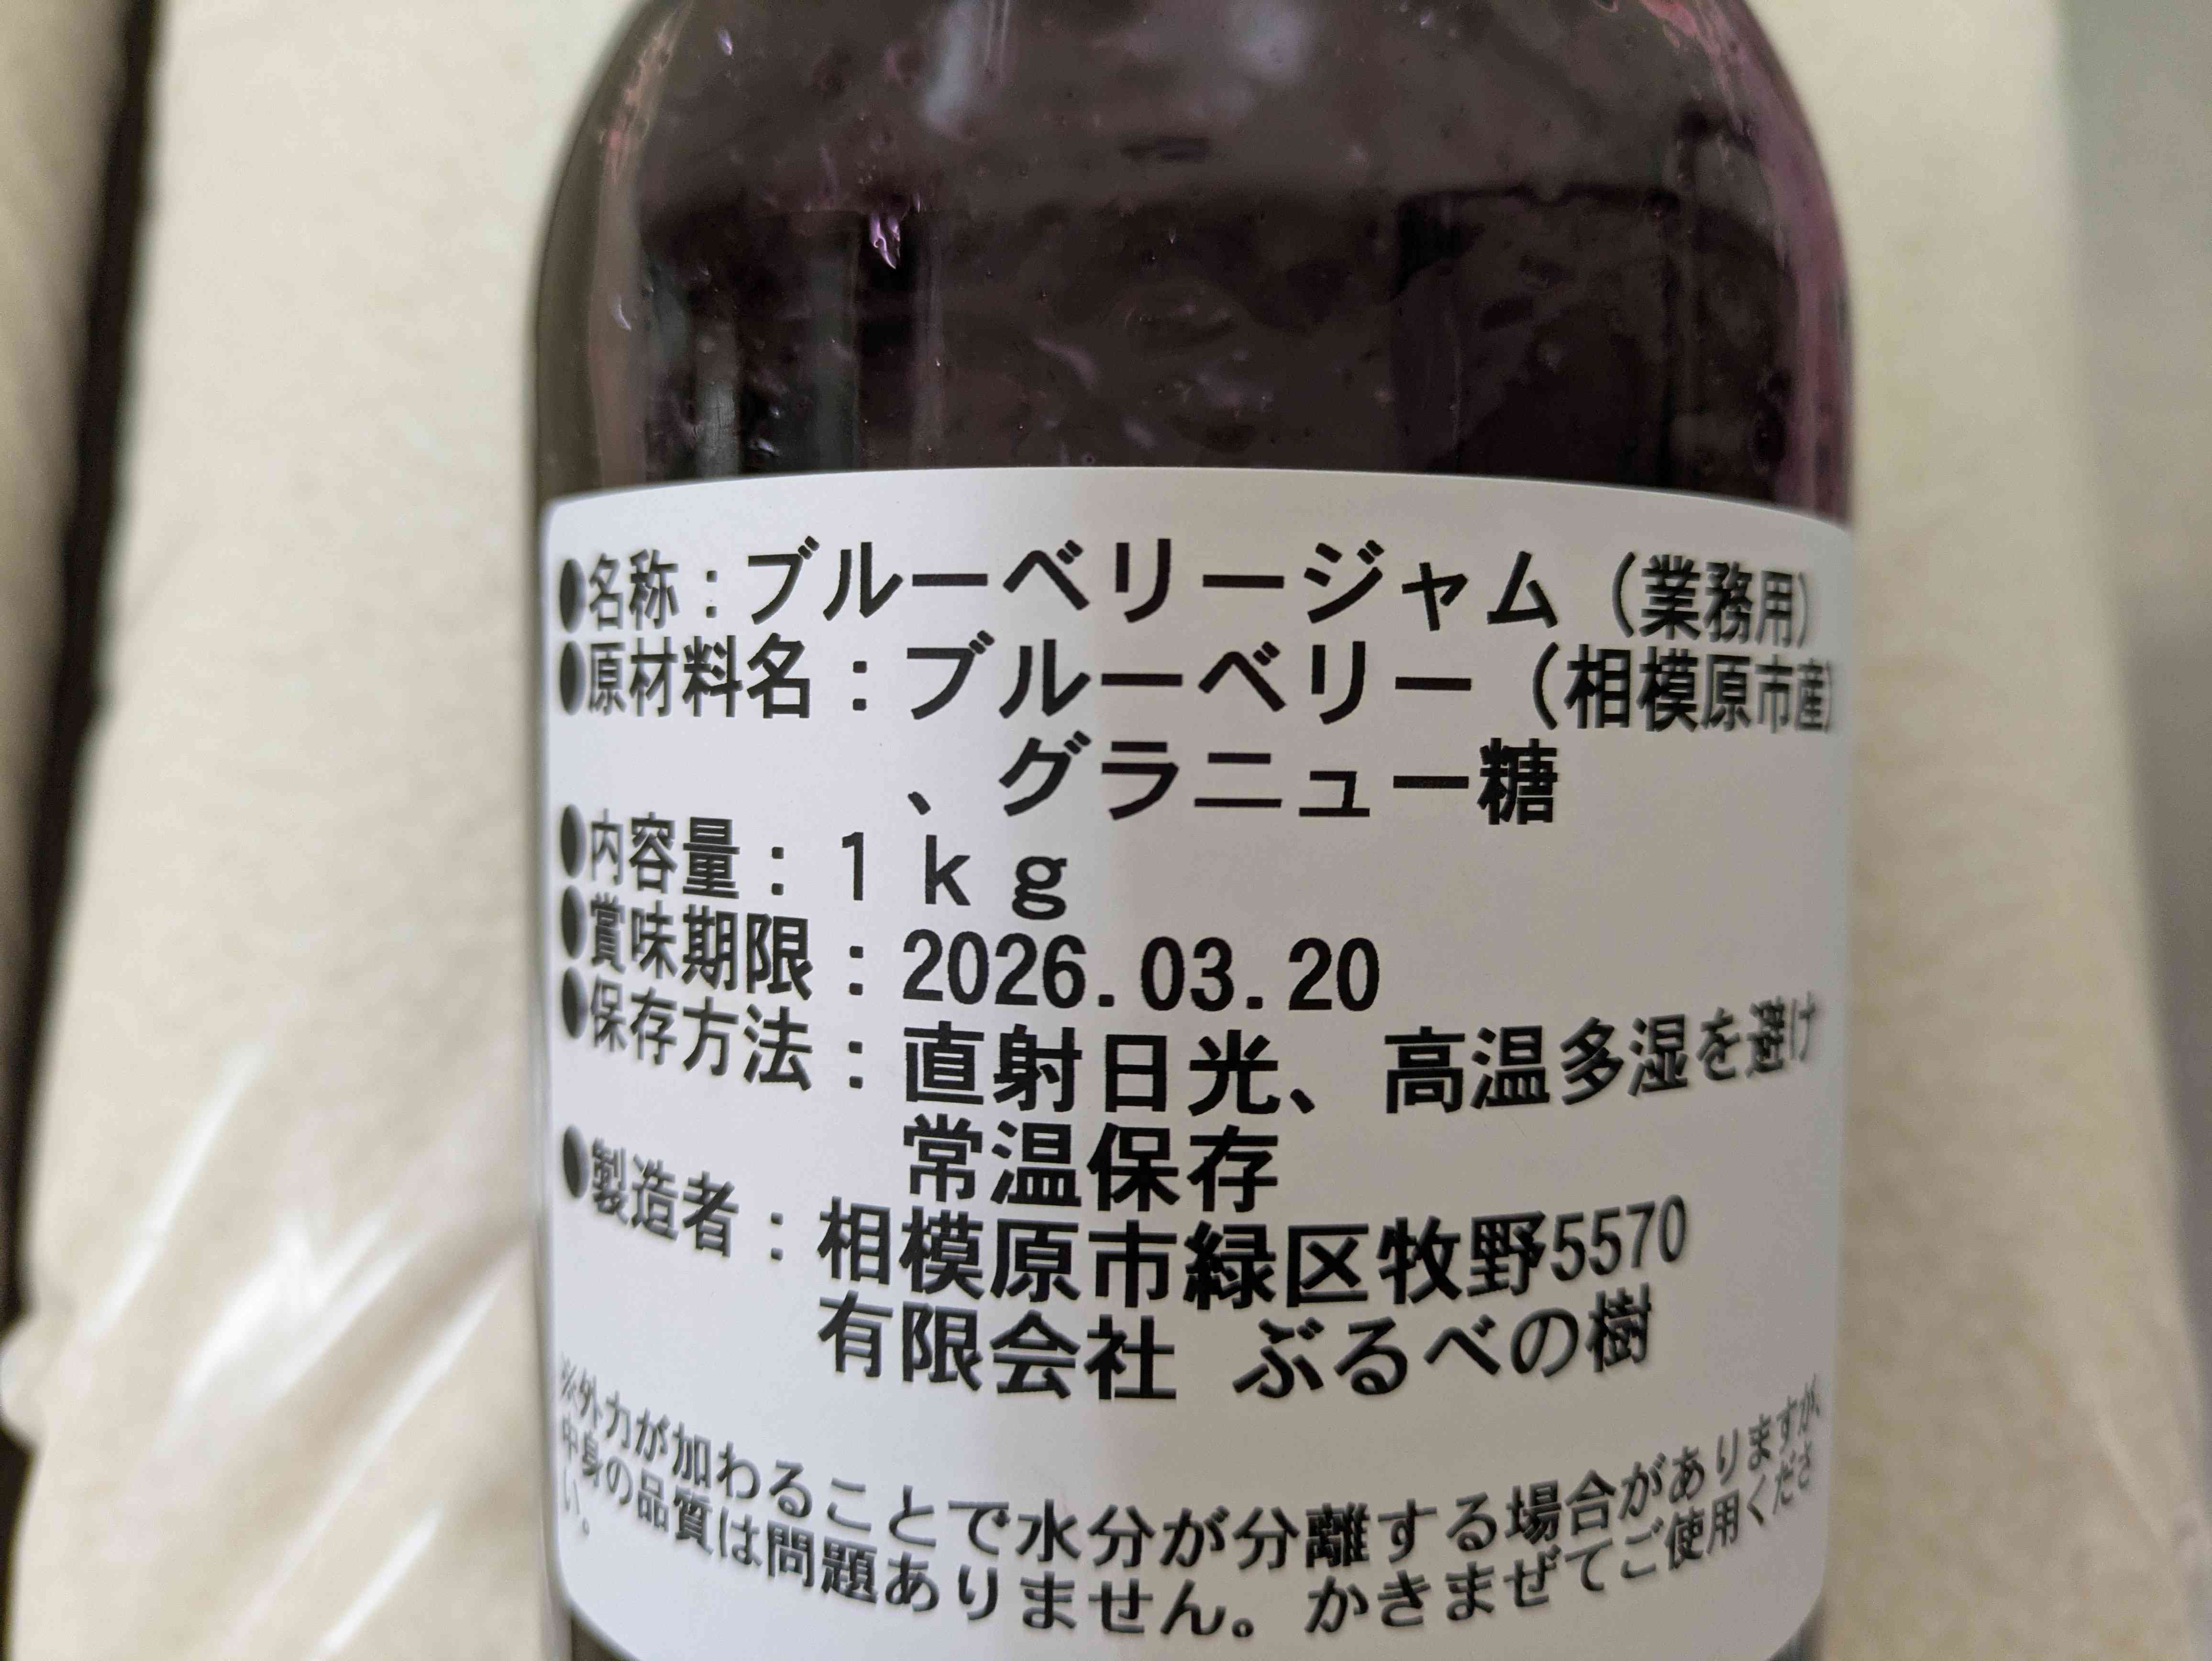 ●名称：ブルーベリージャム（業務用）
●原材料名：ブルーベリー（相模原市産）
、グラニュー糖
●内容量：１ｋｇ
●賞味期限：2026.03.20
●保存方法：直射日光、高温多湿を避け
常温保存
●製造者：相模原市緑区牧野5570
有限会社 ぶるべの樹
※外力が加わることで水分が分離する場合がありますが、
中身の品質は問題ありません。かきまぜてご使用くださ
い。